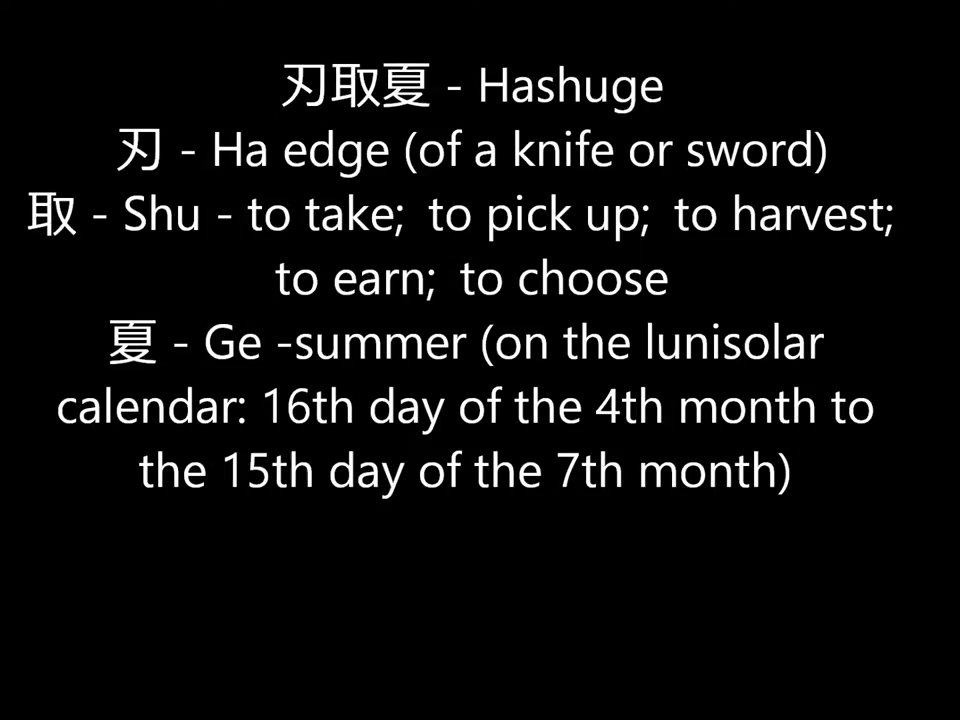 刃取夏 - Hashuge
刃 - Ha edge (of a knife or sword)
取 - Shu - to take; to pick up; to harvest;
to earn; to choose
夏 - Ge -summer (on the lunisolar
calendar: 16th day of the 4th month to
the 15th day of the 7th month)